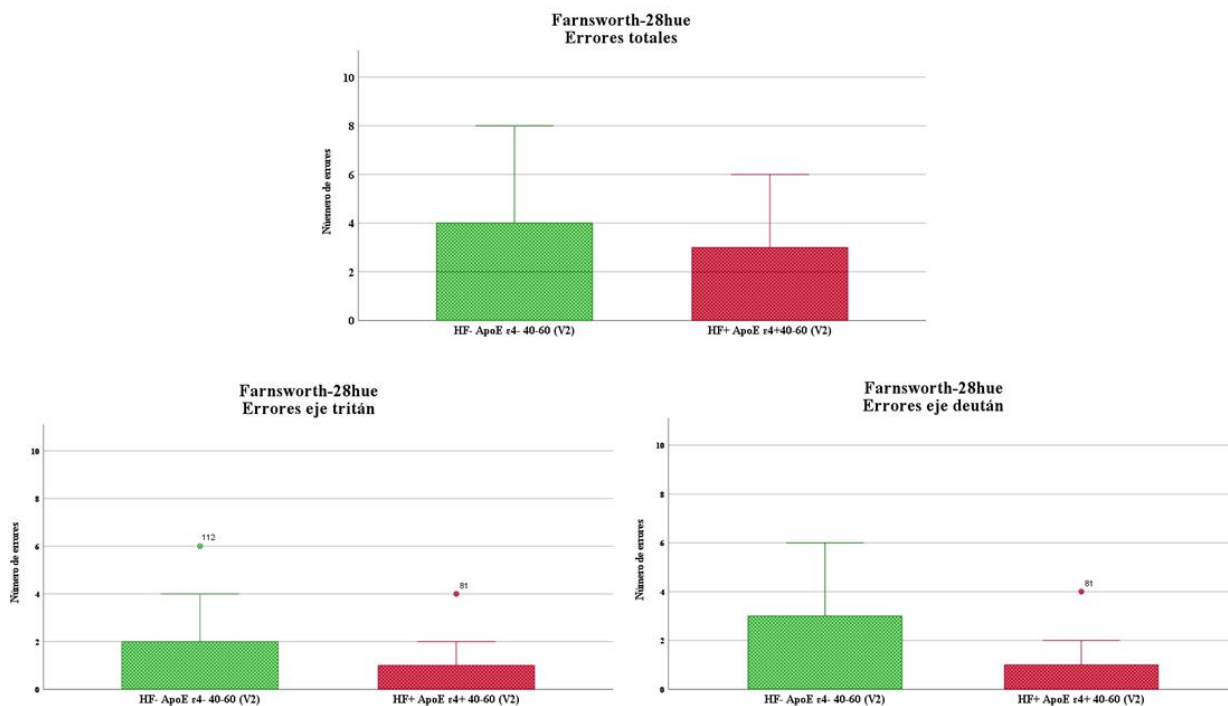 Farnsworth-28hue
Errores totales
Núemero de errores
10
8
6
4
2
0
HF- ApoE ε4- 40-60 (V2)
HF+ ApoE ε4+40-60 (V2)
Farnsworth-28hue
Errores eje tritán
Número de errores
10
8
6
4
2
0
112
81
HF- ApoE ε4- 40-60 (V2)
HF+ ApoE ε4+ 40-60 (V2)
Farnsworth-28hue
Errores eje deután
Número de errores
10
8
6
4
2
0
81
HF- ApoE ε4- 40-60 (V2)
HF+ ApoE ε4+ 40-60 (V2)